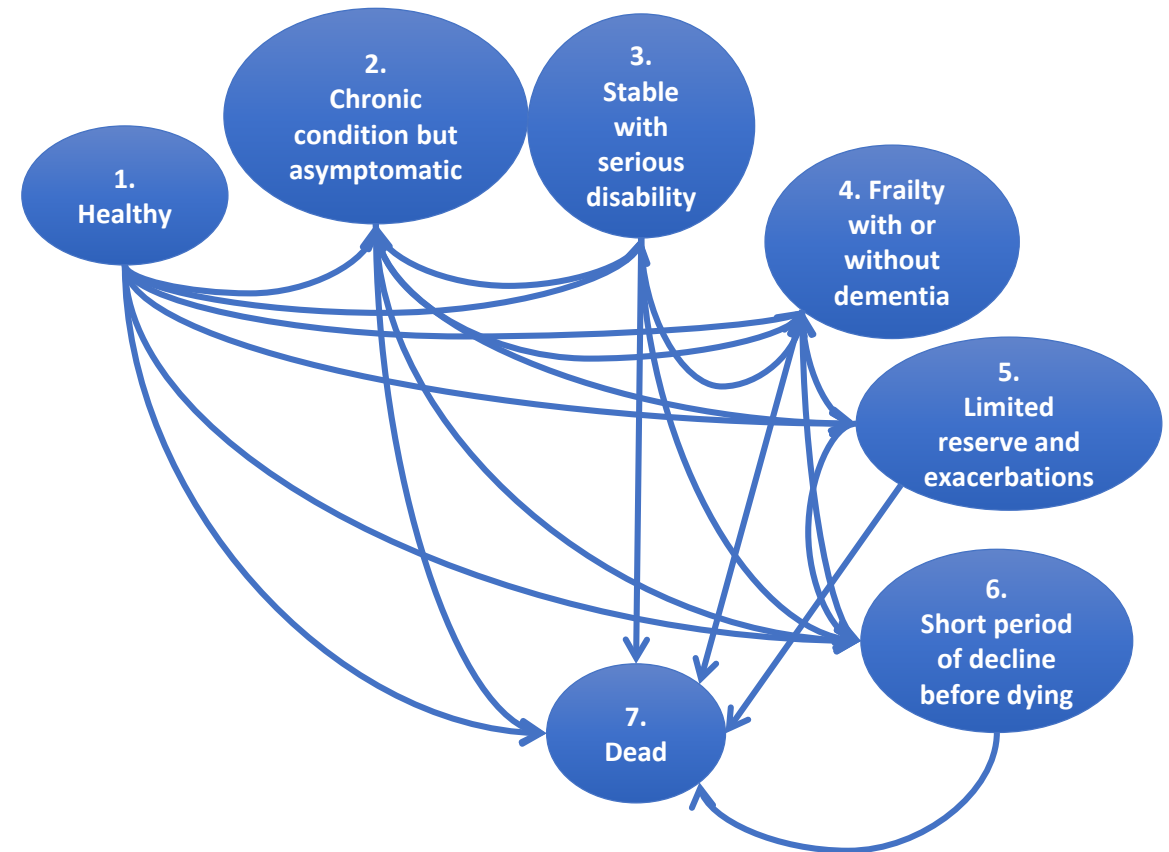 1.
Healthy
2.
Chronic
condition but
asymptomatic
3.
Stable
with
serious
disability
4. Frailty
with or
without
dementia
5.
Limited
reserve and
exacerbations
6.
Short period
of decline
before dying
7.
Dead